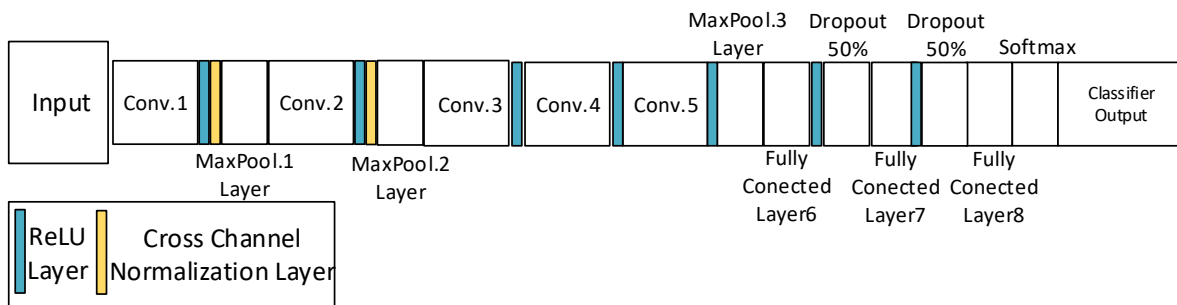 MaxPool.3
Layer
Dropout
50%
Dropout
50%
Softmax
Input
Conv.1
Conv.2
Conv.3
Conv.4
Conv.5
Classifier
Output
MaxPool.1
Layer
MaxPool.2
Layer
Fully
Conected
Layer6
Fully
Conected
Layer7
Fully
Conected
Layer8
ReLU
Layer
Cross Channel
Normalization Layer